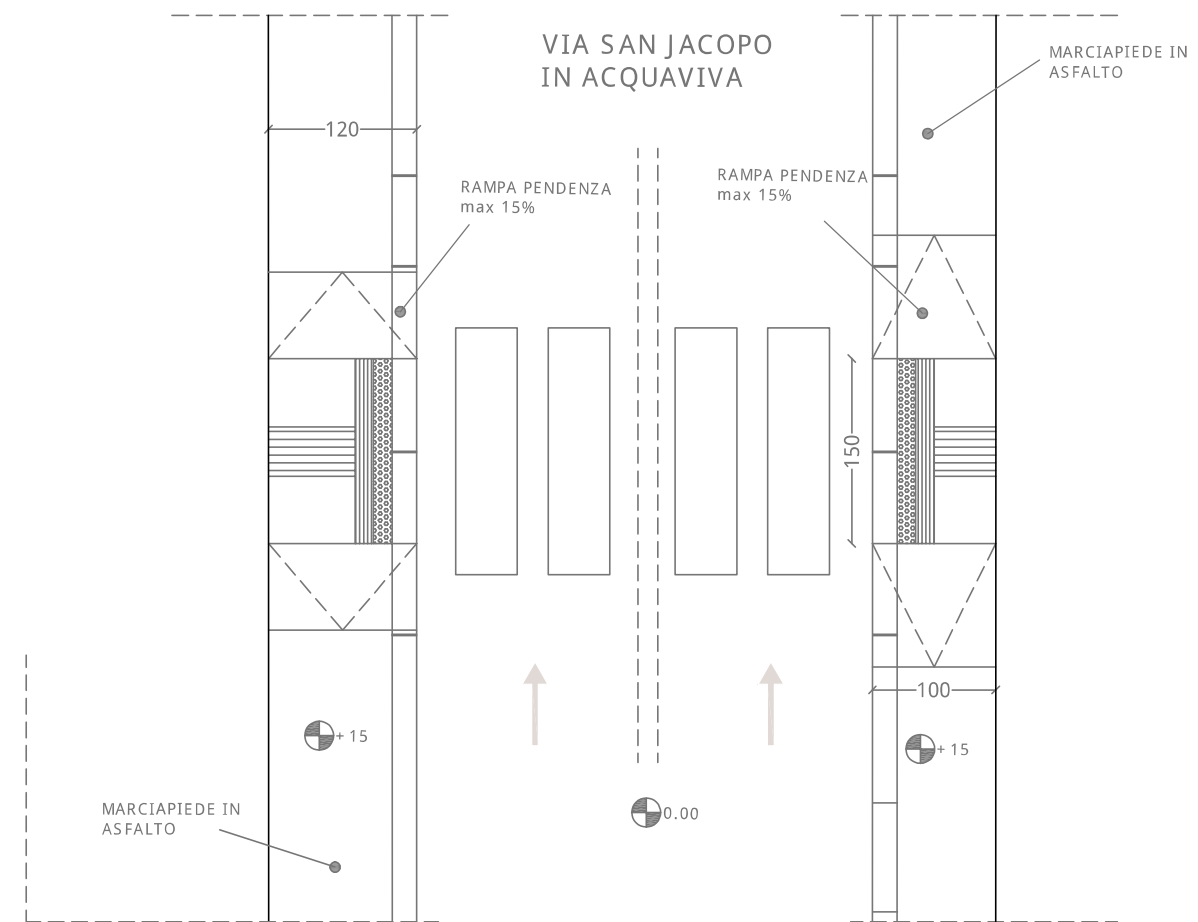 VIA SAN JACOPO
IN ACQUAVIVA
MARCIAPIEDE IN
ASFALTO
120
RAMPA PENDENZA
max 15%
RAMPA PENDENZA
max 15%
150
100
+ 15
+ 15
MARCIAPIEDE IN
ASFALTO
0.00